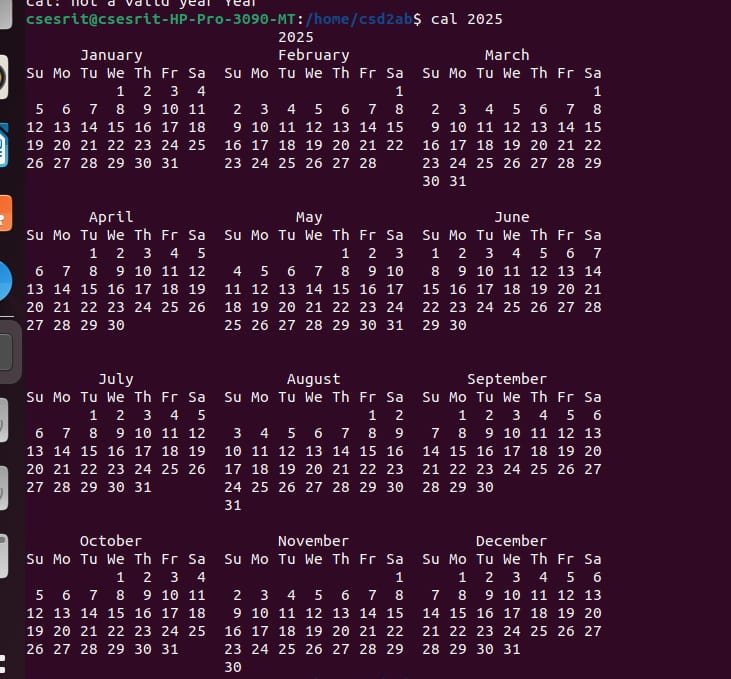 cal: not a valid year Year
csesrit@csesrit-HP-Pro-3090-MT:/home/csd2ab$ cal 2025
                            2025
      January               February               March
Su Mo Tu We Th Fr Sa  Su Mo Tu We Th Fr Sa  Su Mo Tu We Th Fr Sa
          1  2  3  4                     1                     1
 5  6  7  8  9 10 11   2  3  4  5  6  7  8   2  3  4  5  6  7  8
12 13 14 15 16 17 18   9 10 11 12 13 14 15   9 10 11 12 13 14 15
19 20 21 22 23 24 25  16 17 18 19 20 21 22  16 17 18 19 20 21 22
26 27 28 29 30 31     23 24 25 26 27 28     23 24 25 26 27 28 29
                                            30 31

       April                  May                   June
Su Mo Tu We Th Fr Sa  Su Mo Tu We Th Fr Sa  Su Mo Tu We Th Fr Sa
       1  2  3  4  5               1  2  3   1  2  3  4  5  6  7
 6  7  8  9 10 11 12   4  5  6  7  8  9 10   8  9 10 11 12 13 14
13 14 15 16 17 18 19  11 12 13 14 15 16 17  15 16 17 18 19 20 21
20 21 22 23 24 25 26  18 19 20 21 22 23 24  22 23 24 25 26 27 28
27 28 29 30           25 26 27 28 29 30 31  29 30

        July                 August              September
Su Mo Tu We Th Fr Sa  Su Mo Tu We Th Fr Sa  Su Mo Tu We Th Fr Sa
       1  2  3  4  5                  1  2      1  2  3  4  5  6
 6  7  8  9 10 11 12   3  4  5  6  7  8  9   7  8  9 10 11 12 13
13 14 15 16 17 18 19  10 11 12 13 14 15 16  14 15 16 17 18 19 20
20 21 22 23 24 25 26  17 18 19 20 21 22 23  21 22 23 24 25 26 27
27 28 29 30 31        24 25 26 27 28 29 30  28 29 30
                      31

      October               November              December
Su Mo Tu We Th Fr Sa  Su Mo Tu We Th Fr Sa  Su Mo Tu We Th Fr Sa
          1  2  3  4                     1      1  2  3  4  5  6
 5  6  7  8  9 10 11   2  3  4  5  6  7  8   7  8  9 10 11 12 13
12 13 14 15 16 17 18   9 10 11 12 13 14 15  14 15 16 17 18 19 20
19 20 21 22 23 24 25  16 17 18 19 20 21 22  21 22 23 24 25 26 27
26 27 28 29 30 31     23 24 25 26 27 28 29  28 29 30 31
                      30